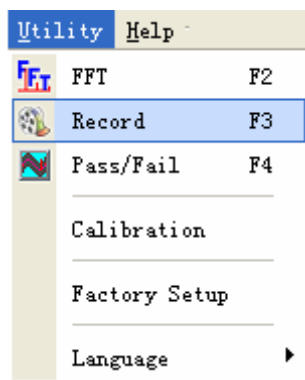 Utility Help
FFT F2
Record F3
Pass/Fail F4
Calibration
Factory Setup
Language